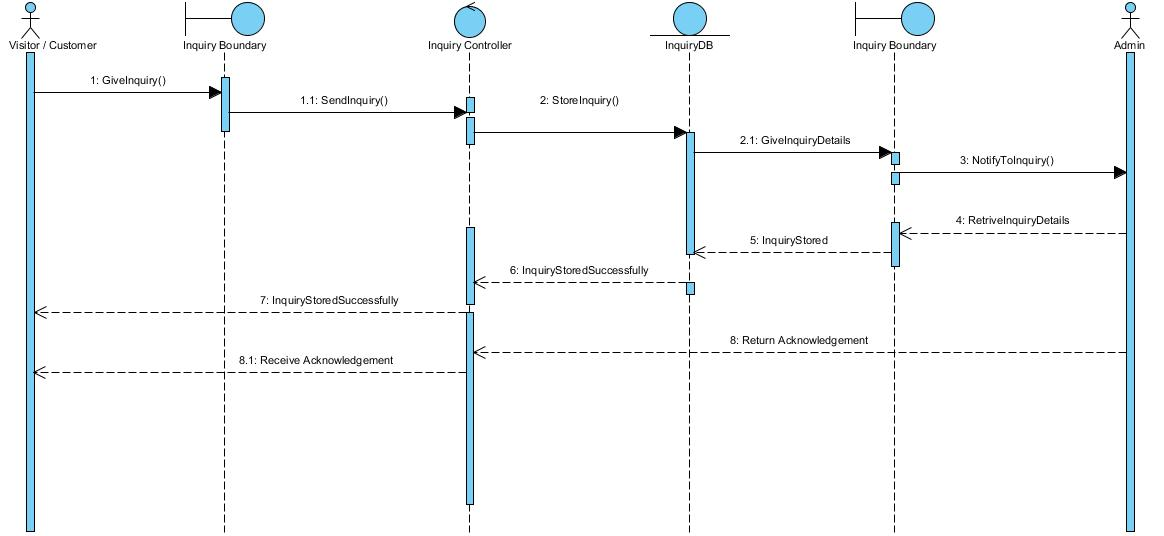 Visitor / Customer
Inquiry Boundary
Inquiry Controller
InquiryDB
Inquiry Boundary
Admin
1: GiveInquiry()
1.1: SendInquiry()
2: StoreInquiry()
2.1: GiveInquiryDetails
3: NotifyToInquiry()
4: RetriveInquiryDetails
5: InquiryStored
6: InquiryStoredSuccessfully
7: InquiryStoredSuccessfully
8: Return Acknowledgement
8.1: Receive Acknowledgement